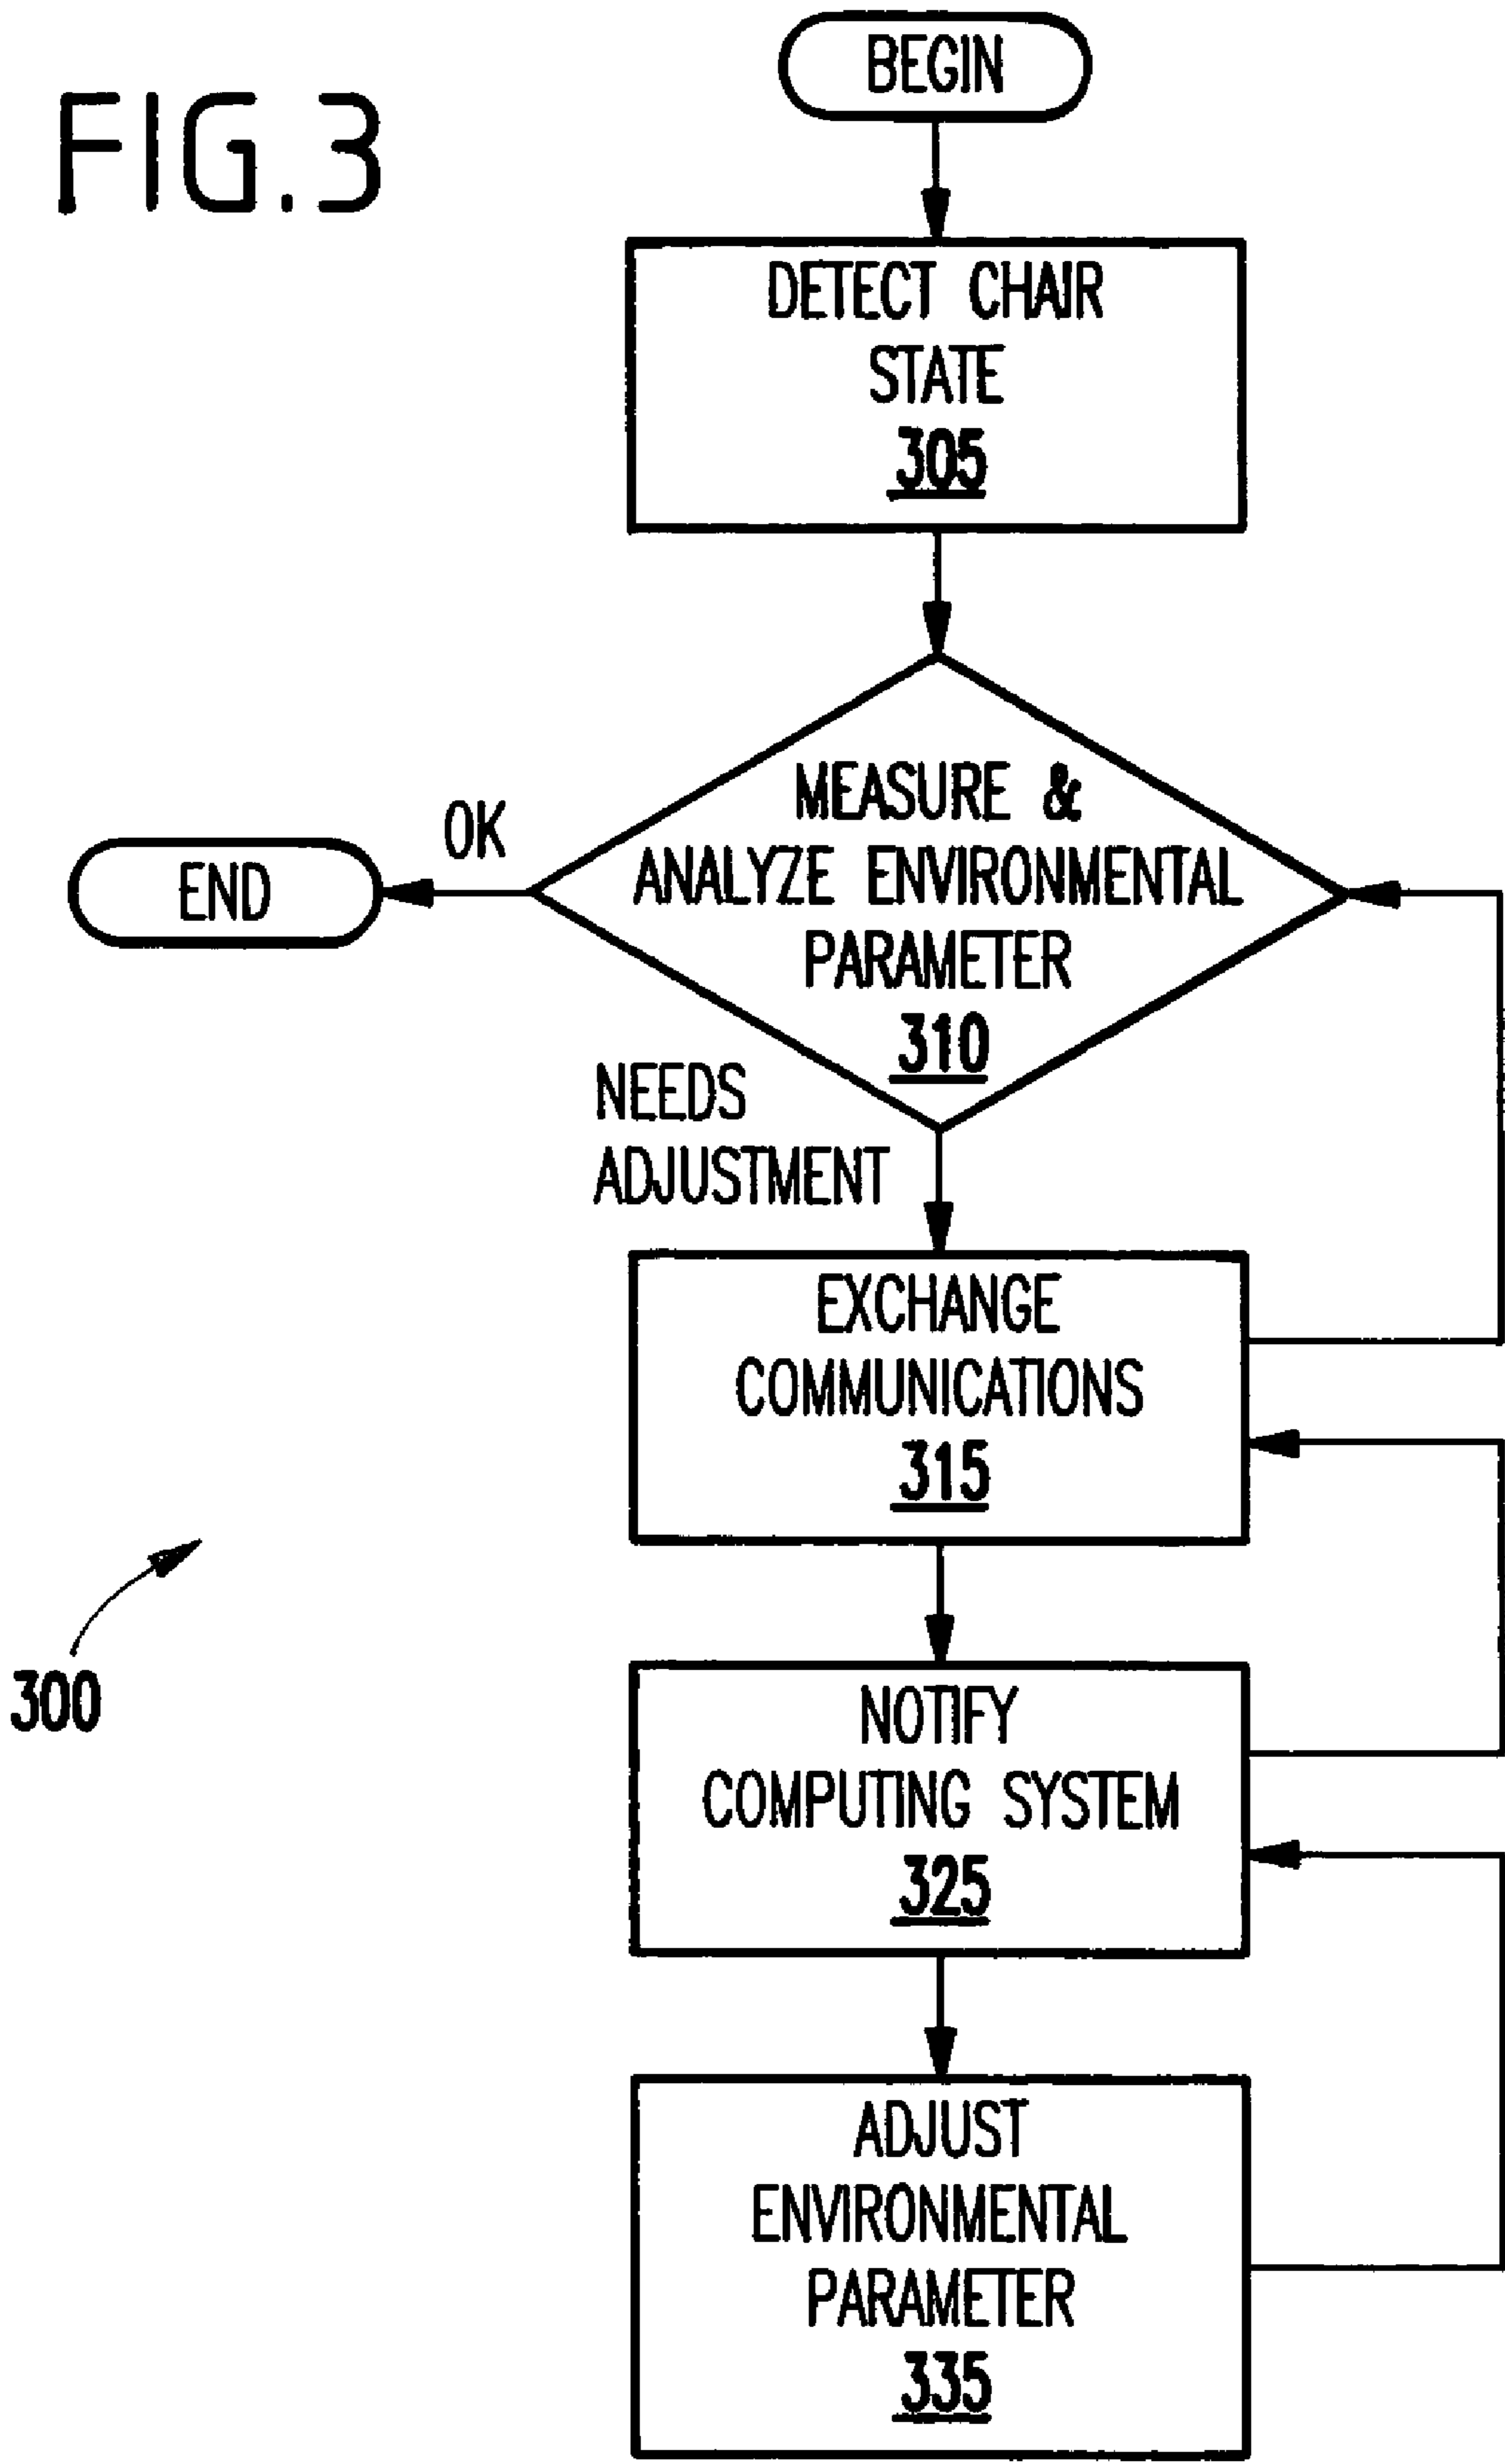 FIG.3
BEGIN
DETECT CHAIR
STATE
305
MEASURE &
ANALYZE ENVIRONMENTAL
PARAMETER
310
OK
END
NEEDS
ADJUSTMENT
EXCHANGE
COMMUNICATIONS
315
300
NOTIFY
COMPUTING SYSTEM
325
ADJUST
ENVIRONMENTAL
PARAMETER
335